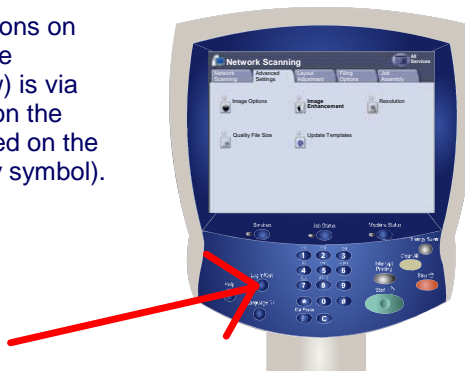 ons on
e
) is via
on the
ed on the
y symbol).
Network Scanning
All
Services
Network
Scanning
Advanced
Settings
Layout
Adjustment
Filing
Options
Job
Assembly
Image Options
Image
Enhancement
Resolution
Quality File Size
Update Templates
Services
Job Status
Machine Status
Energy Saver
Log In/Out
Help
Language
1 2 3
4 5 6
7 8 9
* 0 #
C
Dial Pause
Interrupt
Printing
Clear All
Stop
Start